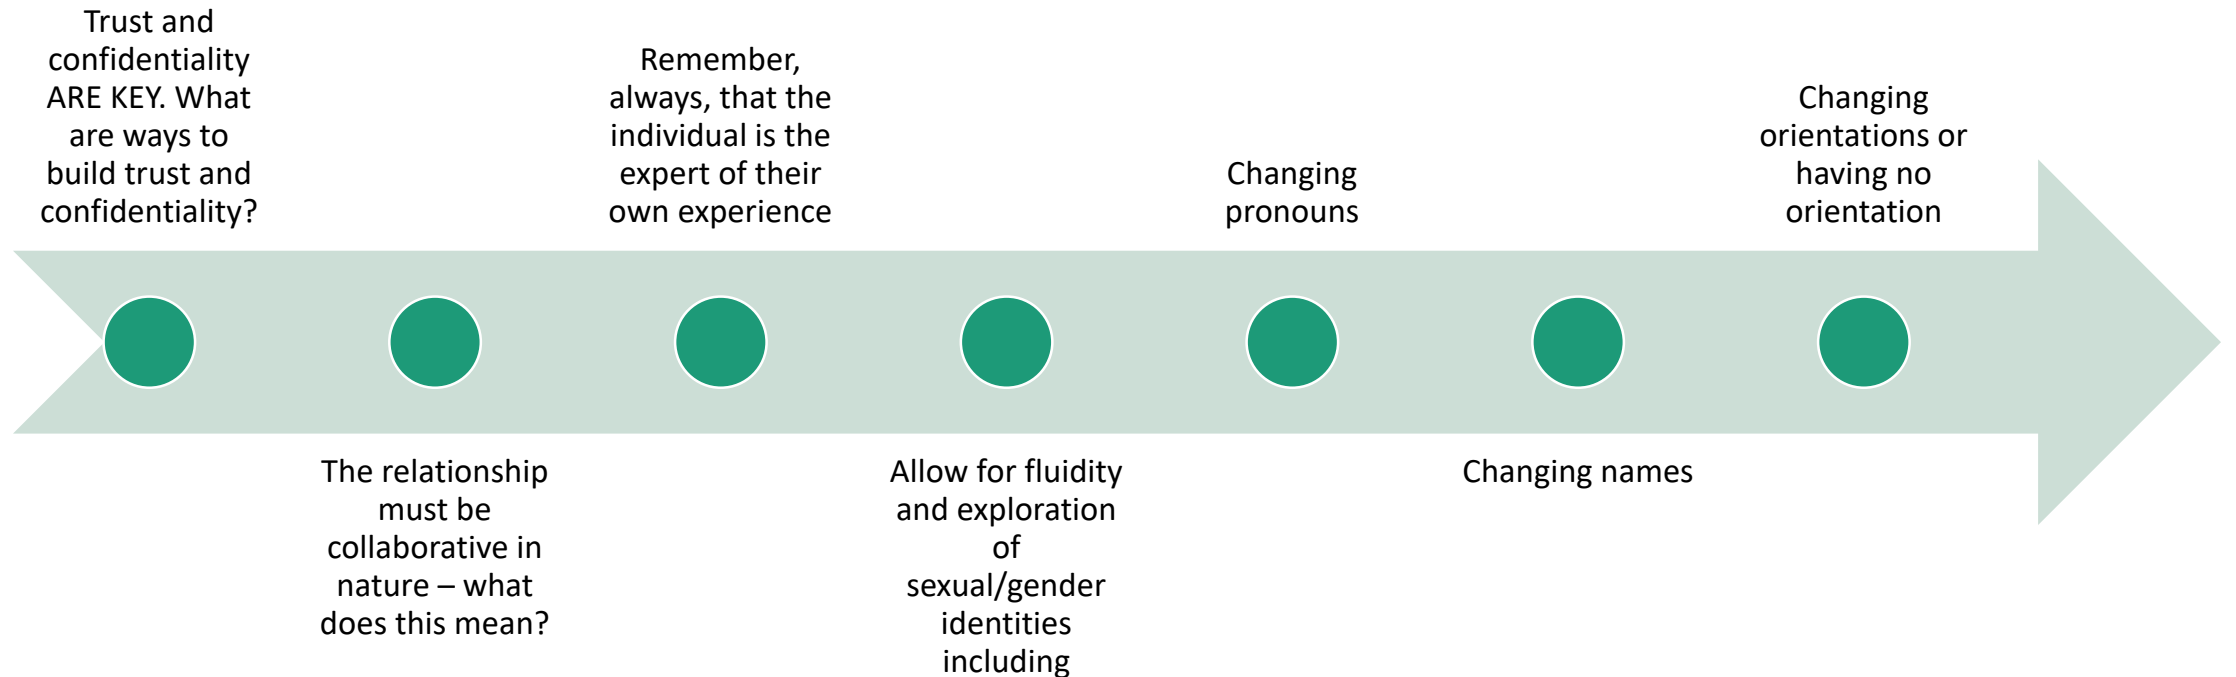 Trust and
confidentiality
ARE KEY. What
are ways to
build trust and
confidentiality?
The relationship
must be
collaborative in
nature – what
does this mean?
Remember,
always, that the
individual is the
expert of their
own experience
Allow for fluidity
and exploration
of
sexual/gender
identities
including
Changing
pronouns
Changing names
Changing
orientations or
having no
orientation